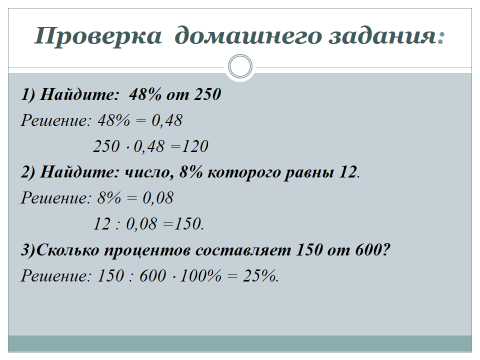 Проверка домашнего задания:
1) Найдите: 48% от 250
Решение: 48% = 0,48
250 · 0,48 =120
2) Найдите: число, 8% которого равны 12.
Решение: 8% = 0,08
12 : 0,08 =150.
3)Сколько процентов составляет 150 от 600?
Решение: 150 : 600 · 100% = 25%.